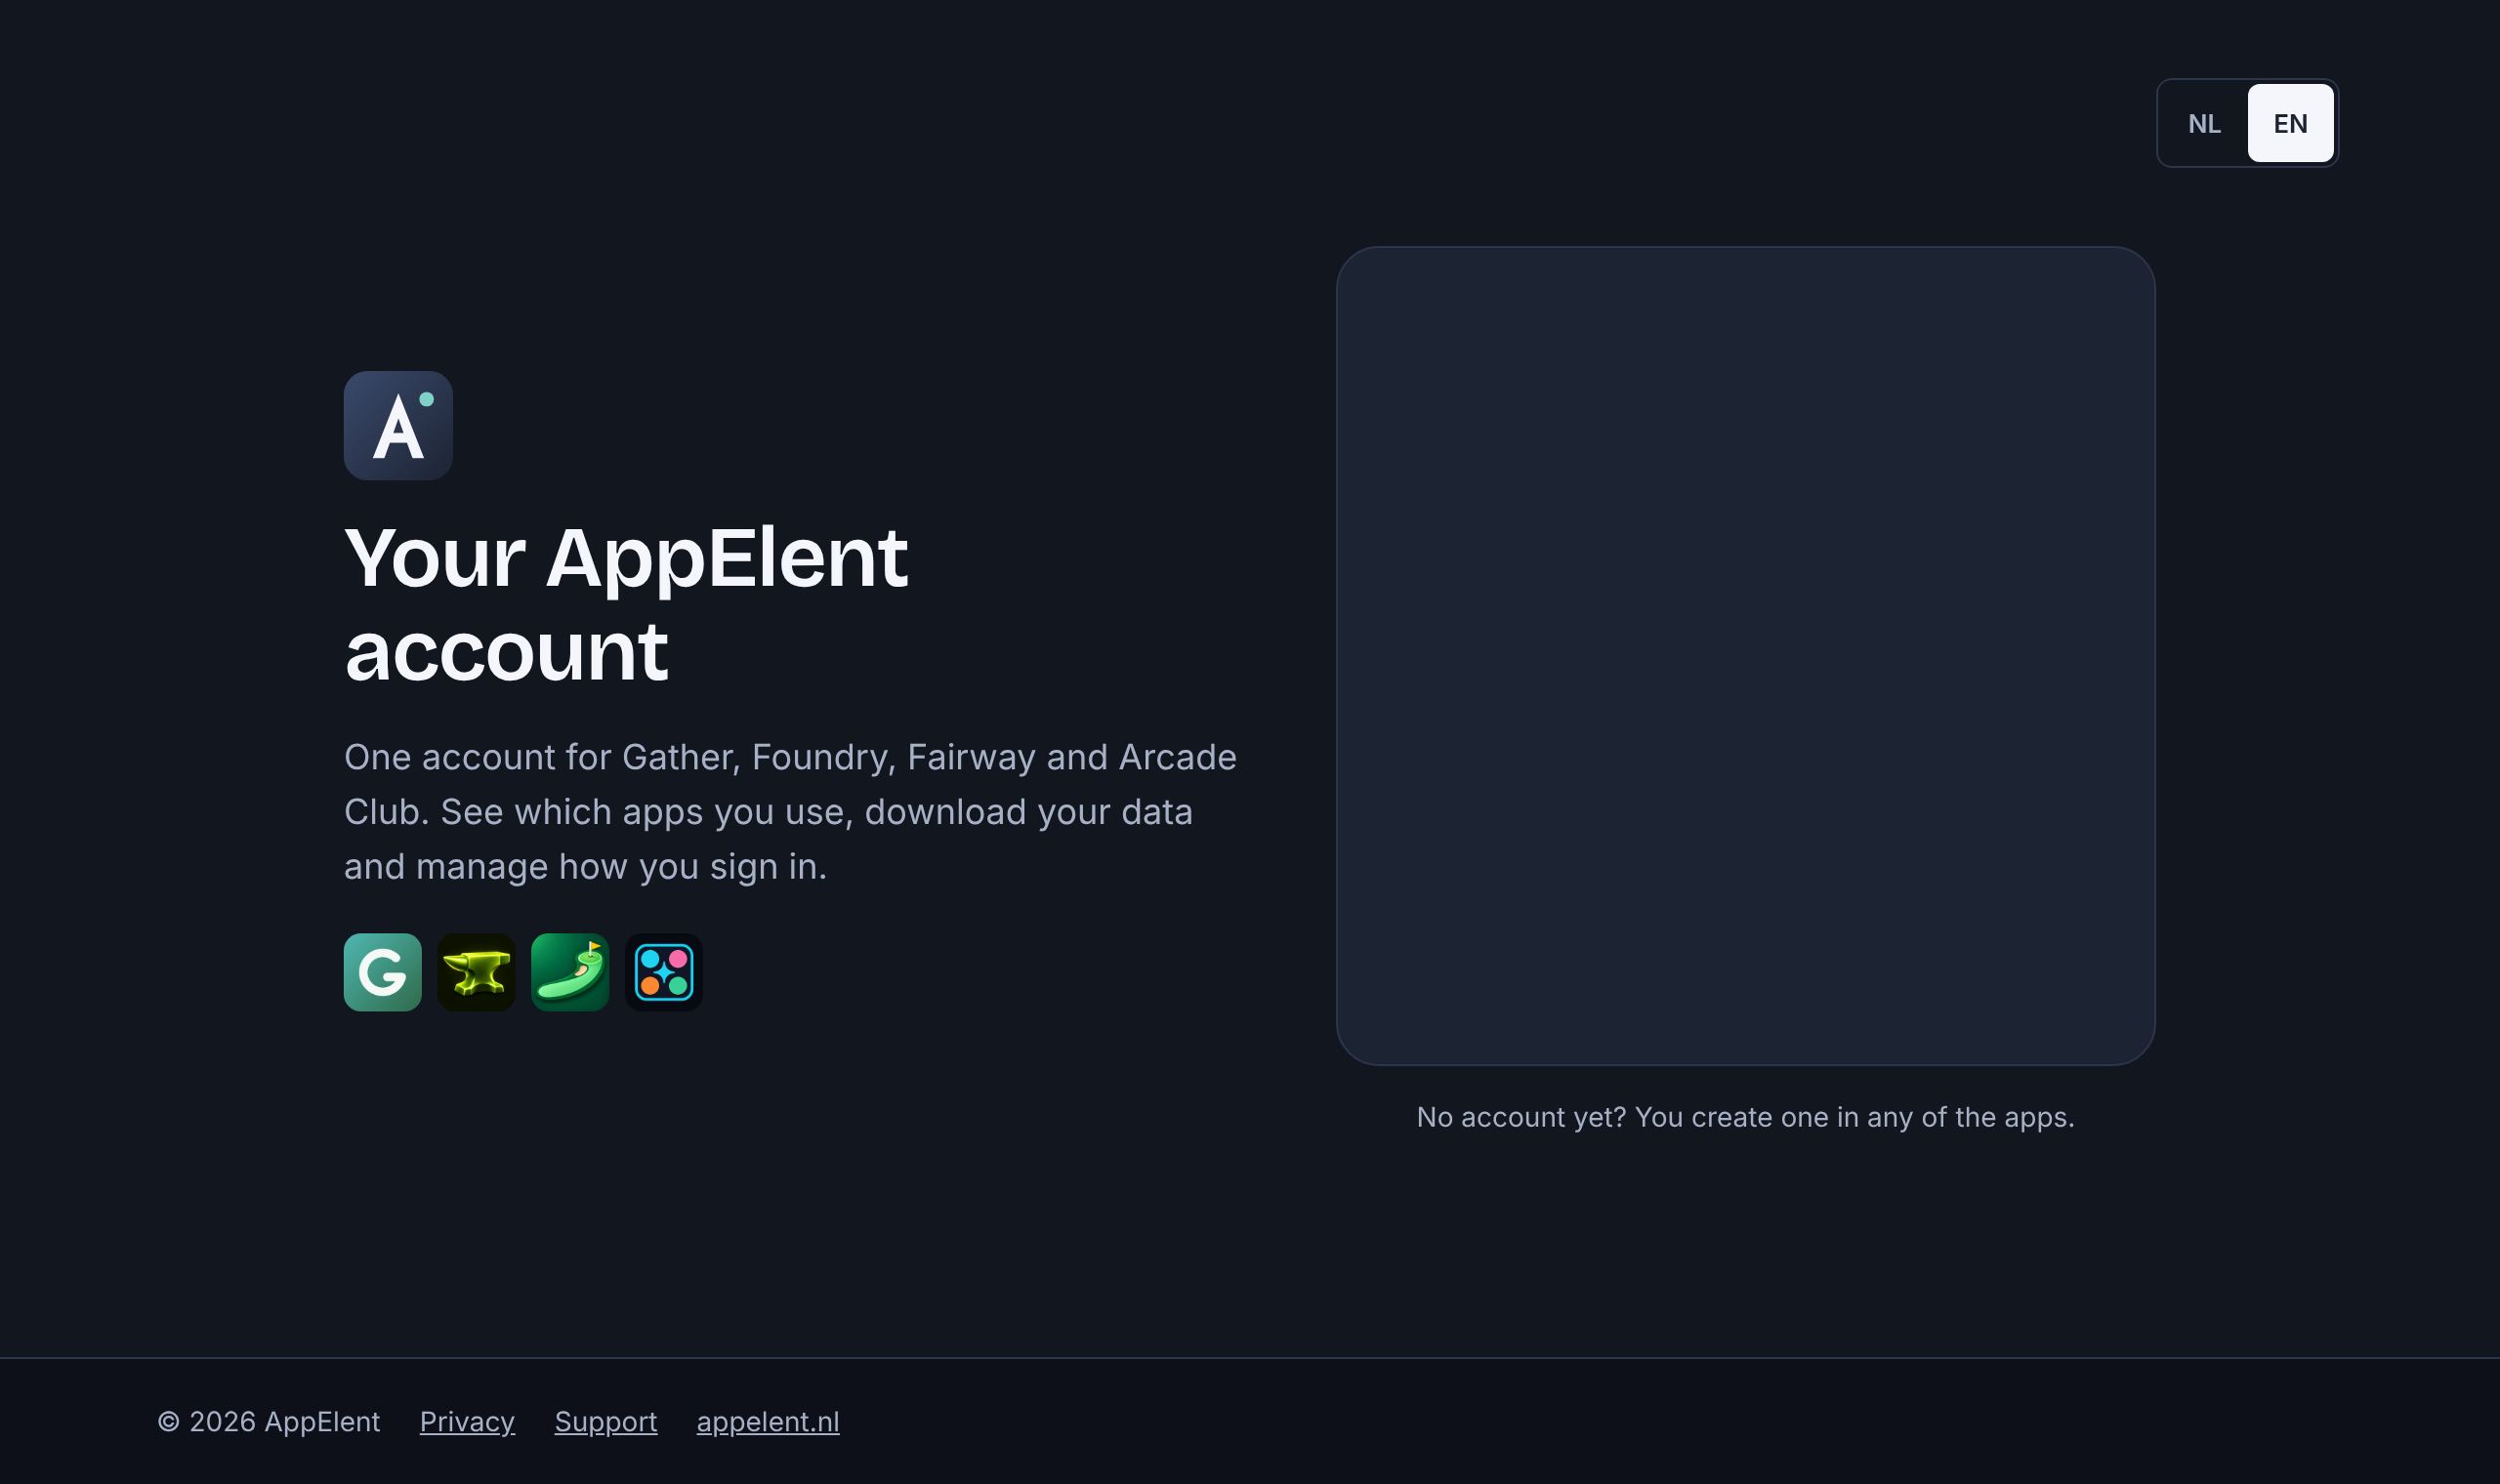 NL EN
A
Your AppElent
account
One account for Gather, Foundry, Fairway and Arcade
Club. See which apps you use, download your data
and manage how you sign in.
G
No account yet? You create one in any of the apps.
© 2026 AppElent Privacy Support appelent.nl